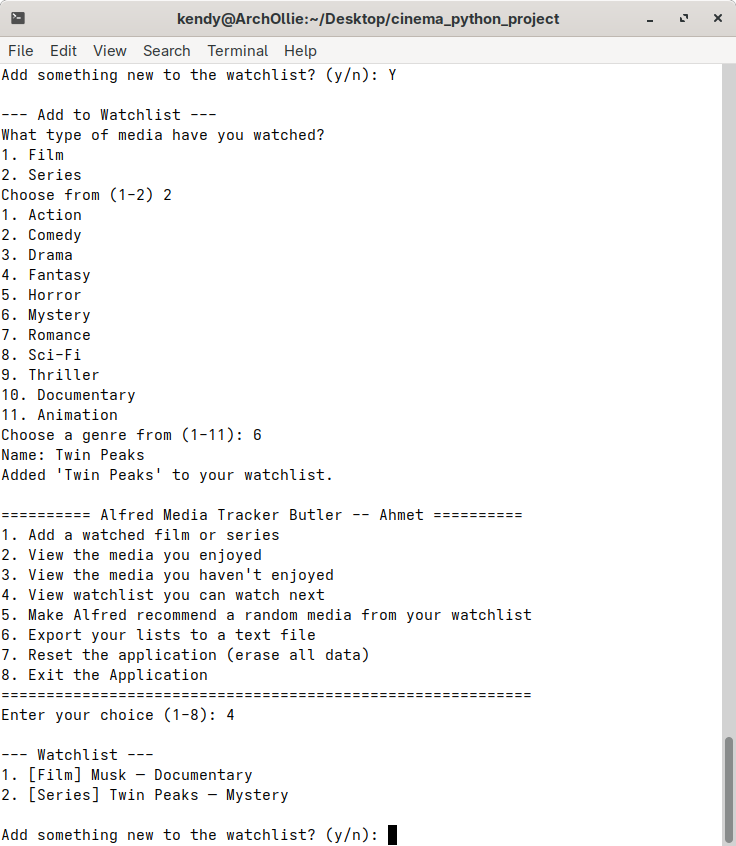 kendy@ArchOllie:~/Desktop/cinema_python_project
File Edit View Search Terminal Help
Add something new to the watchlist? (y/n): Y
--- Add to Watchlist ---
What type of media have you watched?
1. Film
2. Series
Choose from (1-2) 2
1. Action
2. Comedy
3. Drama
4. Fantasy
5. Horror
6. Mystery
7. Romance
8. Sci-Fi
9. Thriller
10. Documentary
11. Animation
Choose a genre from (1-11): 6
Name: Twin Peaks
Added 'Twin Peaks' to your watchlist.
========== Alfred Media Tracker Butler -- Ahmet ==========
1. Add a watched film or series
2. View the media you enjoyed
3. View the media you haven't enjoyed
4. View watchlist you can watch next
5. Make Alfred recommend a random media from your watchlist
6. Export your lists to a text file
7. Reset the application (erase all data)
8. Exit the Application
===========================================================
Enter your choice (1-8): 4
--- Watchlist ---
1. [Film] Musk — Documentary
2. [Series] Twin Peaks — Mystery
Add something new to the watchlist? (y/n):